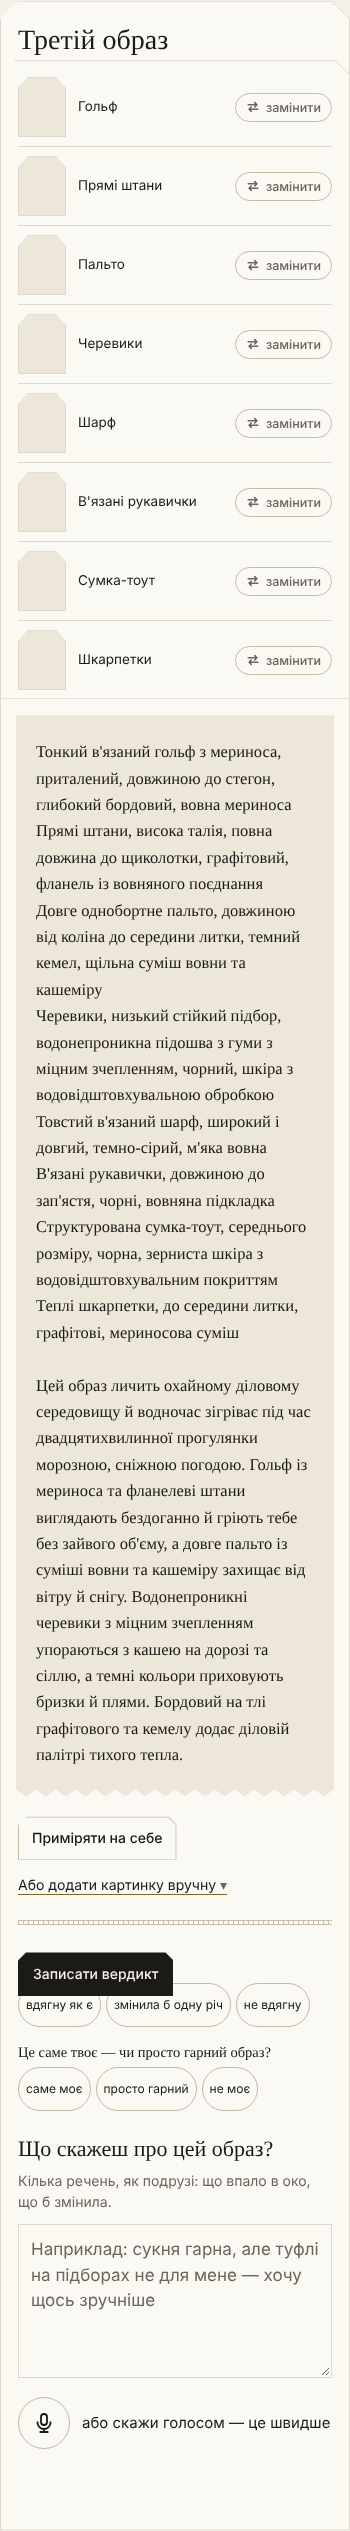 Третій образ
Гольф
замінити
Прямі штани
замінити
Пальто
замінити
Черевики
замінити
Шарф
замінити
В'язані рукавички
замінити
Сумка-тоут
замінити
Шкарпетки
замінити
Тонкий в'язаний гольф з мериноса,
приталений, довжиною до стегон,
глибокий бордовий, вовна мериноса
Прямі штани, висока талія, повна
довжина до щиколотки, графітовий,
фланель із вовняного поєднання
Довге однобортне пальто, довжиною
від коліна до середини литки, темний
кемел, щільна суміш вовни та
кашеміру
Черевики, низький стійкий підбор,
водонепроникна підошва з гуми з
міцним зчепленням, чорний, шкіра з
водовідштовхувальною обробкою
Товстий в'язаний шарф, широкий і
довгий, темно-сірий, м'яка вовна
В'язані рукавички, довжиною до
зап'ястя, чорні, вовняна підкладка
Структурована сумка-тоут, середнього
розміру, чорна, зерниста шкіра з
водовідштовхувальним покриттям
Теплі шкарпетки, до середини литки,
графітові, мериносова суміш
Цей образ личить охайному діловому
середовищу й водночас зігріває під час
двадцятихвилинної прогулянки
морозною, сніжною погодою. Гольф із
мериноса та фланелеві штани
виглядають бездоганно й гріють тебе
без зайвого об'єму, а довге пальто із
суміші вовни та кашеміру захищає від
вітру й снігу. Водонепроникні
черевики з міцним зчепленням
упораються з кашею на дорозі та
сіллю, а темні кольори приховують
бризки й плями. Бордовий на тлі
графітового та кемелу додає діловій
палітрі тихого тепла.
Приміряти на себе
Або додати картинку вручну ▾
Записати вердикт
вдягну як є
змінила б одну річ
не вдягну
Це саме твоє — чи просто гарний образ?
саме моє
просто гарний
не моє
Що скажеш про цей образ?
Кілька речень, як подрузі: що впало в око,
що б змінила.
Наприклад: сукня гарна, але туфлі
на підборах не для мене — хочу
щось зручніше
або скажи голосом — це швидше